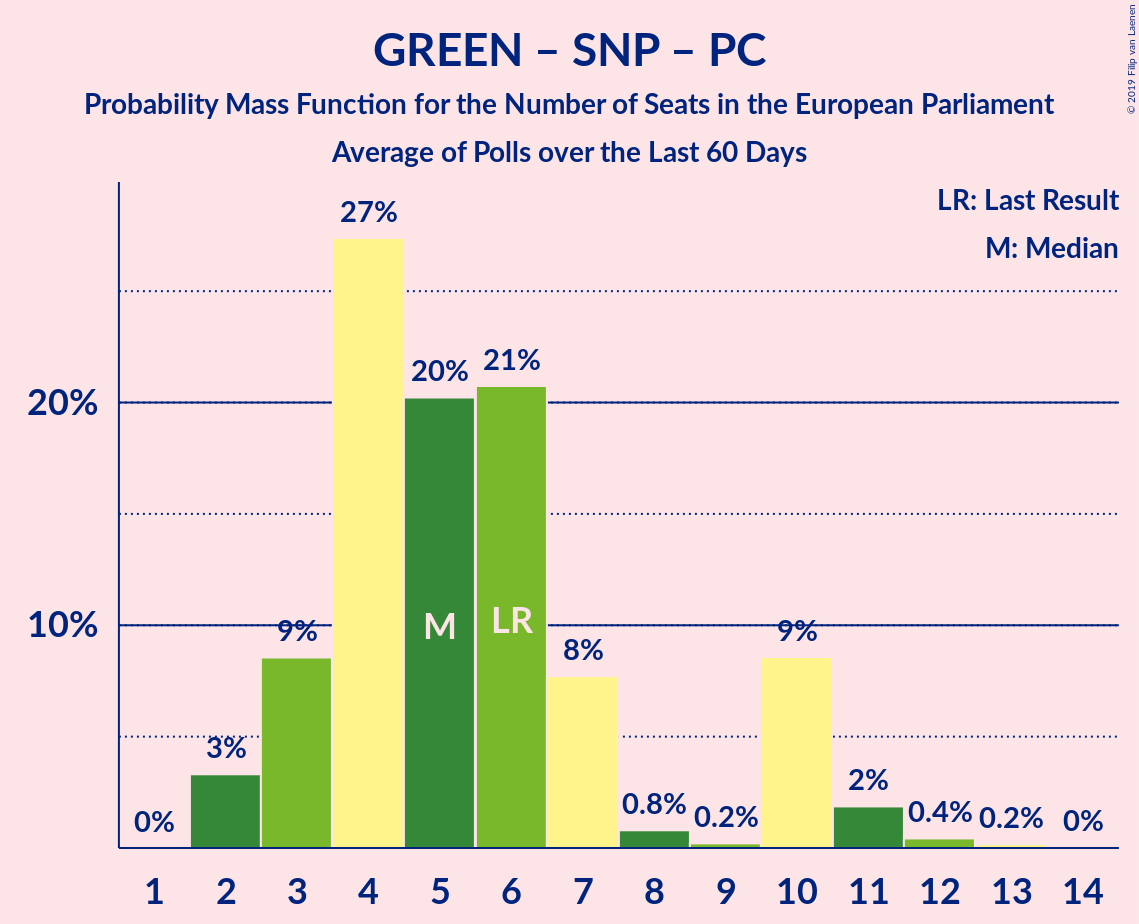 GREEN – SNP – PC
Probability Mass Function for the Number of Seats in the European Parliament
Average of Polls over the Last 60 Days
© 2019 Filip van Laenen
LR: Last Result
M: Median
27%
20%
21%
20%
10%
9%
M
LR
8%
9%
3%
0%
0.8%
0.2%
2%
0.4%
0.2%
0%
1 2 3 4 5 6 7 8 9 10 11 12 13 14